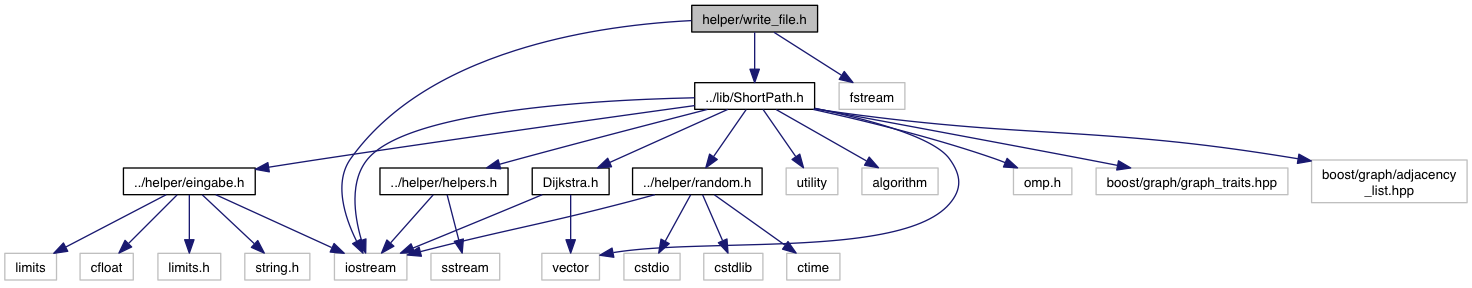 helper/write_file.h
../lib/ShortPath.h
fstream
../helper/eingabe.h
../helper/helpers.h
Dijkstra.h
../helper/random.h
utility
algorithm
omp.h
boost/graph/graph_traits.hpp
boost/graph/adjacency
_list.hpp
limits
cfloat
limits.h
string.h
iostream
sstream
vector
cstdio
cstdlib
ctime